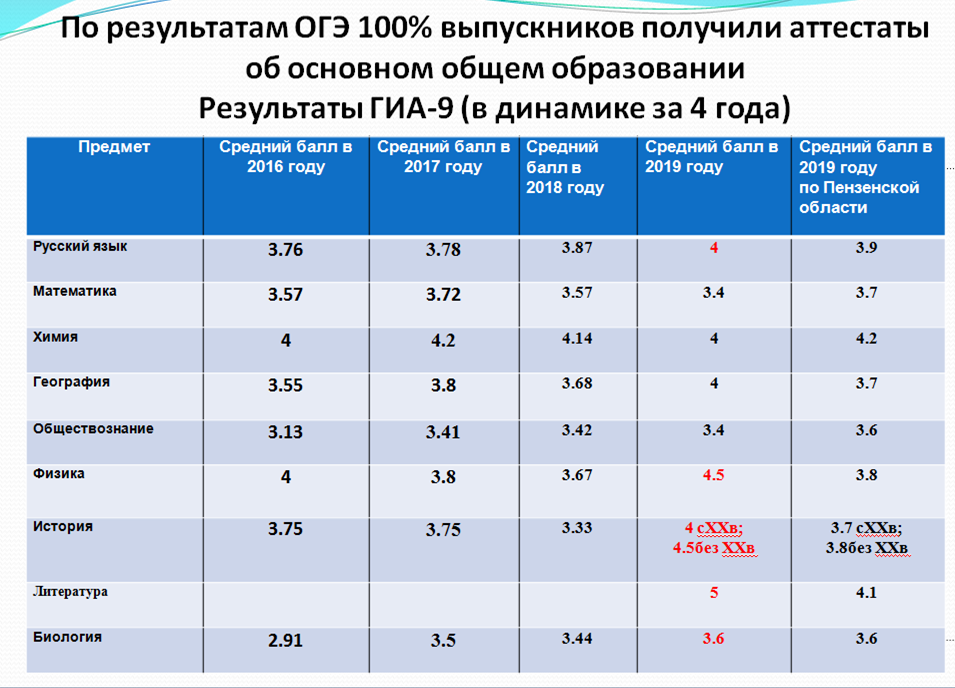 По результатам ОГЭ 100% выпускников получили аттестаты
об основном общем образовании
Результаты ГИА-9 (в динамике за 4 года)
Предмет
Средний балл в
2016 году
Средний балл в
2017 году
Средний
балл в
2018 году
Средний балл в
2019 году
Средний балл в
2019 году
по Пензенской
области
Русский язык 3.76 3.78 3.87 4 3.9
Математика 3.57 3.72 3.57 3.4 3.7
Химия 4 4.2 4.14 4 4.2
География 3.55 3.8 3.68 4 3.7
Обществознание 3.13 3.41 3.42 3.4 3.6
Физика 4 3.8 3.67 4.5 3.8
История 3.75 3.75 3.33 4 сХХв; 3.7 сХХв;
4.5без ХХв 3.8без ХХв
Литература 5 4.1
Биология 2.91 3.5 3.44 3.6 3.6